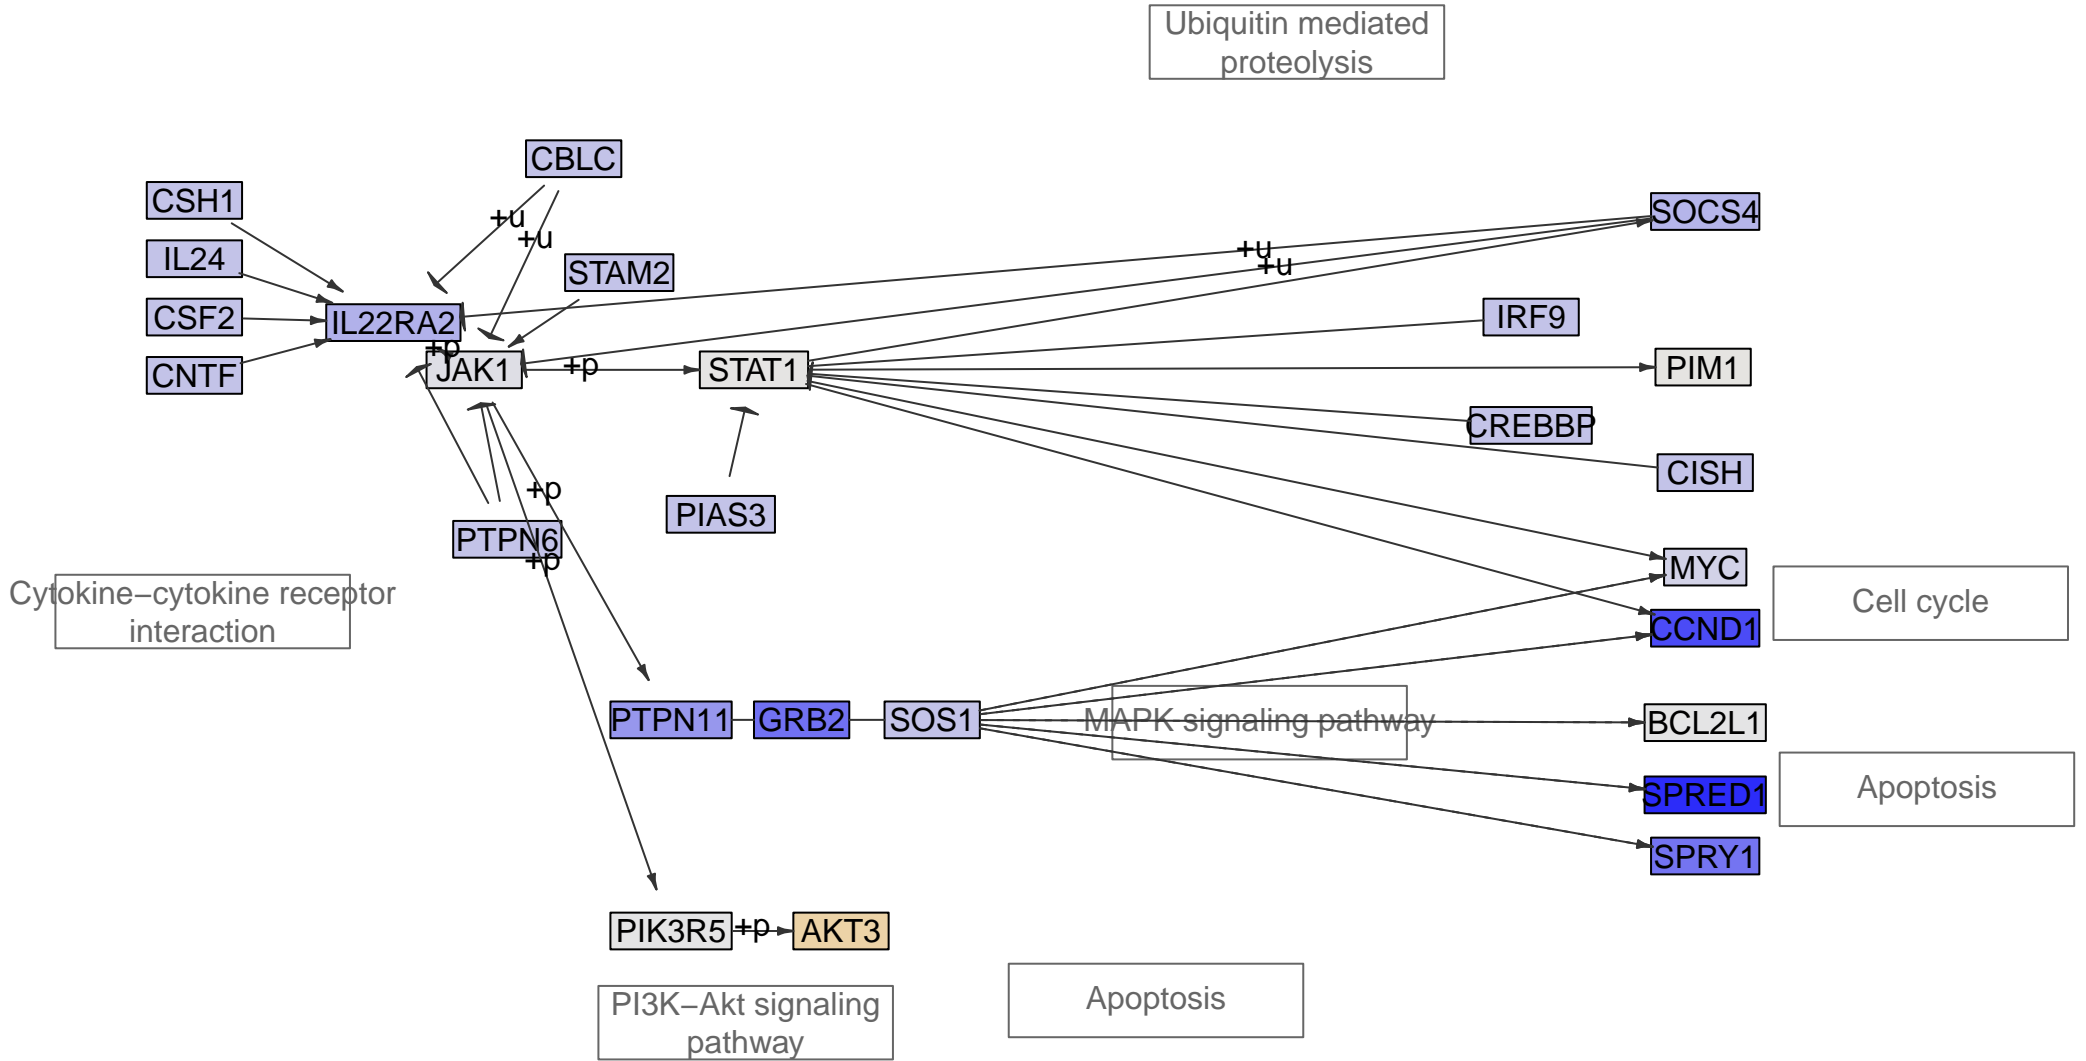 Ubiquitin mediated
proteolysis
CBLC
CSH1
+u
SOCS4
+u
IL24
STAM2
+u
+u
CSF2
IL22RA2
IRF9
+p
CNTF
JAK1
+p
STAT1
PIM1
CREBBP
CISH
+p
PIAS3
PTPN6
+p
MYC
Cytokine−cytokine receptor
interaction
Cell cycle
CCND1
PTPN11
GRB2
SOS1
MAPK signaling pathway
BCL2L1
SPRED1
Apoptosis
SPRY1
PIK3R5
+p
AKT3
PI3K−Akt signaling
pathway
Apoptosis